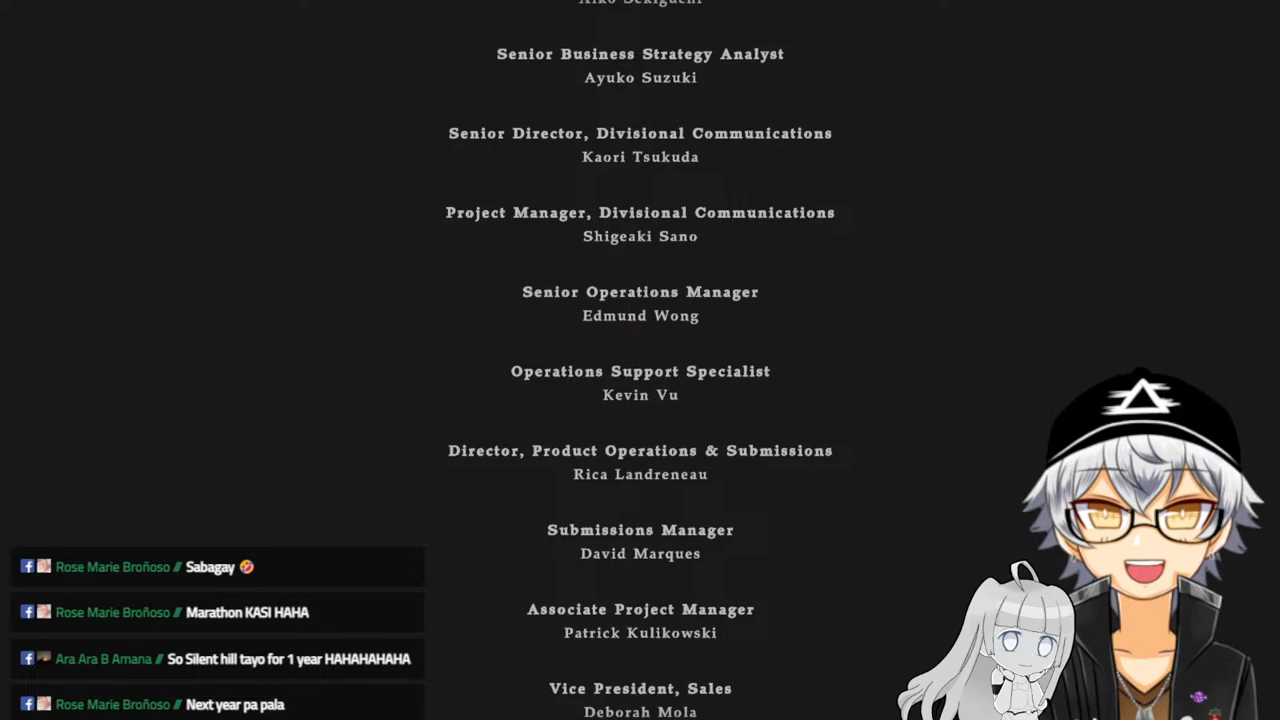 Aiko Sekiguchi
Senior Business Strategy Analyst
Ayuko Suzuki
Senior Director, Divisional Communications
Kaori Tsukuda
Project Manager, Divisional Communications
Shigeaki Sano
Senior Operations Manager
Edmund Wong
Operations Support Specialist
Kevin Vu
Director, Product Operations & Submissions
Rica Landreneau
Submissions Manager
David Marques
Associate Project Manager
Patrick Kulikowski
Vice President, Sales
Deborah Mola
Rose Marie Broñoso // Sabagay 🤣
Rose Marie Broñoso // Marathon KASI HAHA
Ara Ara B Amana // So Silent hill tayo for 1 year HAHAHAHAHA
Rose Marie Broñoso // Next year pa pala